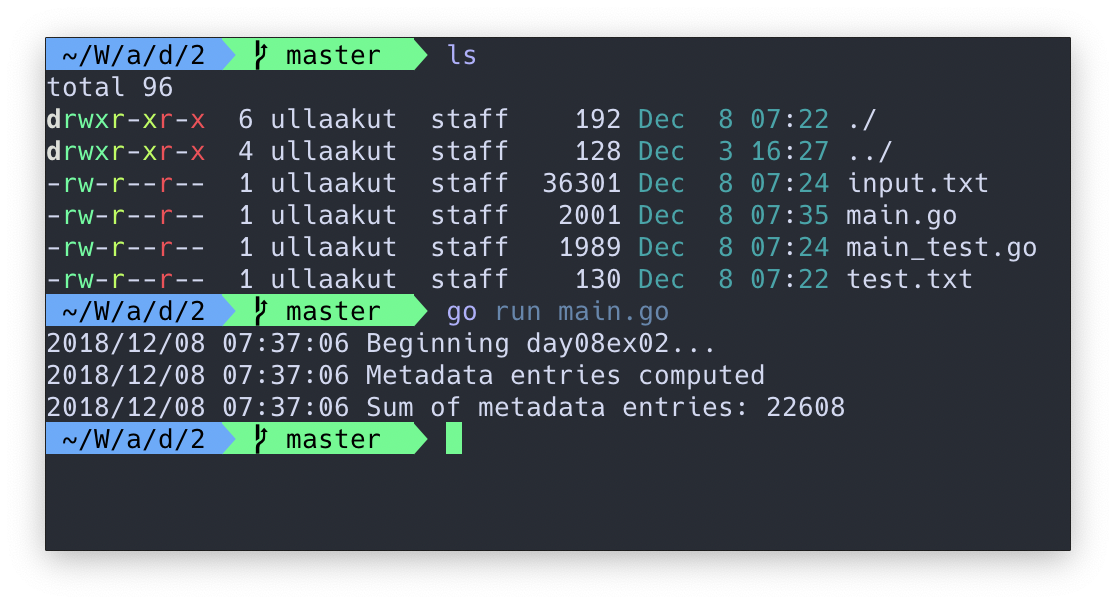 ~/W/a/d/2 master ls
total 96
drwxr-xr-x 6 ullaakut staff 192 Dec 8 07:22 ./
drwxr-xr-x 4 ullaakut staff 128 Dec 3 16:27 ../
-rw-r--r-- 1 ullaakut staff 36301 Dec 8 07:24 input.txt
-rw-r--r-- 1 ullaakut staff 2001 Dec 8 07:35 main.go
-rw-r--r-- 1 ullaakut staff 1989 Dec 8 07:24 main_test.go
-rw-r--r-- 1 ullaakut staff 130 Dec 8 07:22 test.txt
~/W/a/d/2 master go run main.go
2018/12/08 07:37:06 Beginning day08ex02...
2018/12/08 07:37:06 Metadata entries computed
2018/12/08 07:37:06 Sum of metadata entries: 22608
~/W/a/d/2 master